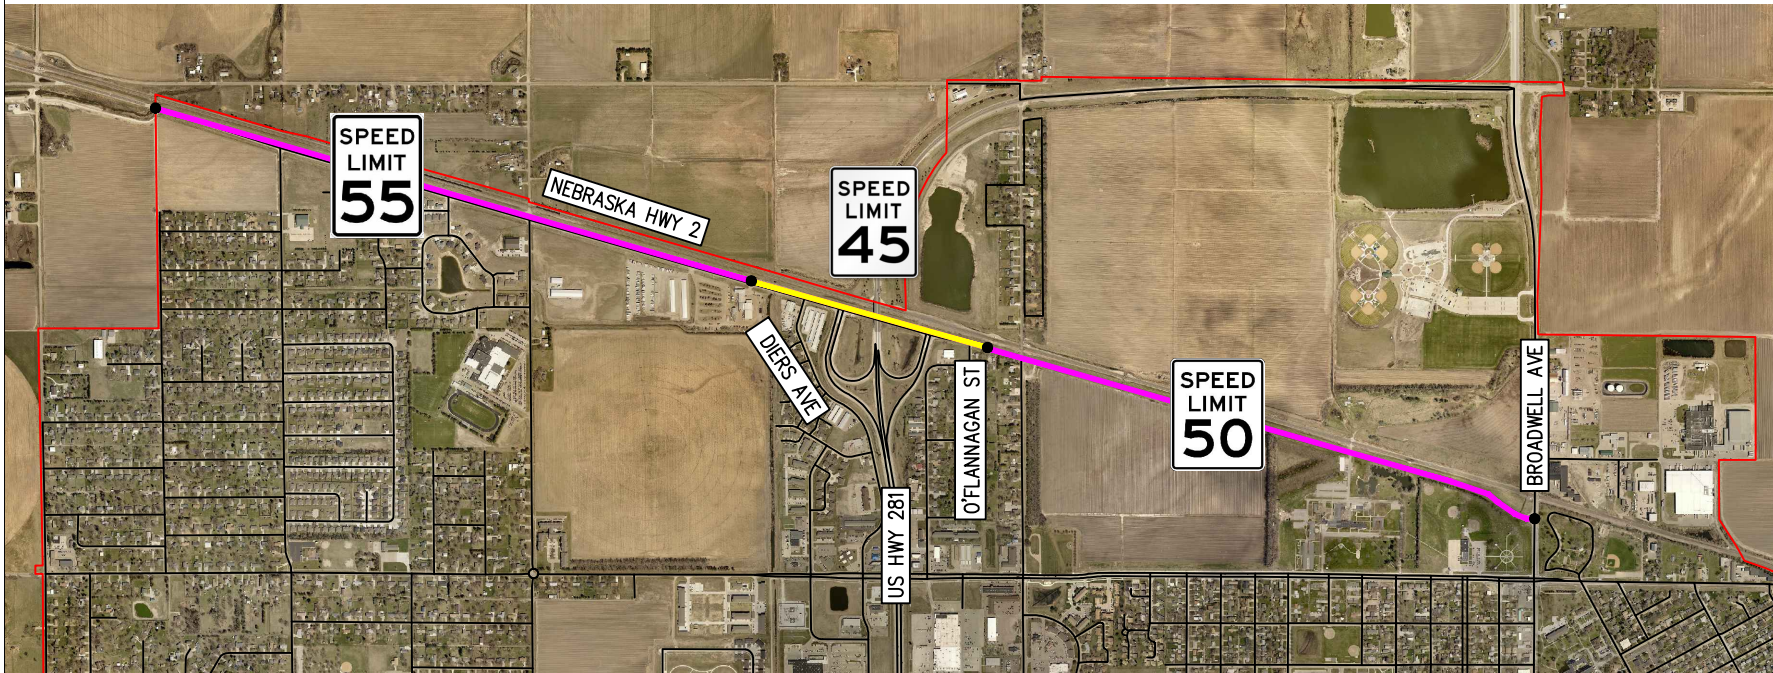 SPEED
LIMIT
55
NEBRASKA HWY 2
SPEED
LIMIT
45
DIERS AVE
US HWY 281
O'FLANNAGAN ST
SPEED
LIMIT
50
BROADWELL AVE